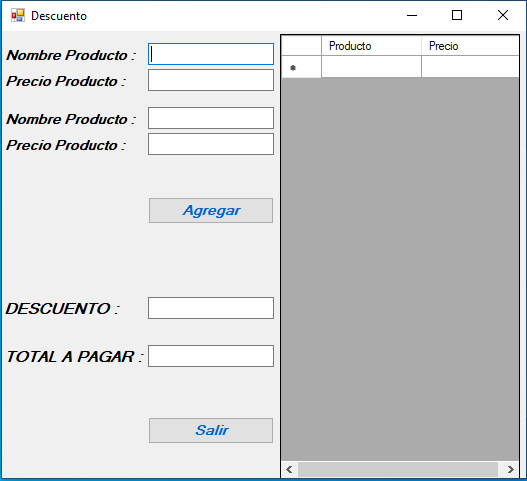 Descuento
Nombre Producto :
Precio Producto :
Nombre Producto :
Precio Producto :
Agregar
DESCUENTO :
TOTAL A PAGAR :
Salir
Producto Precio
*